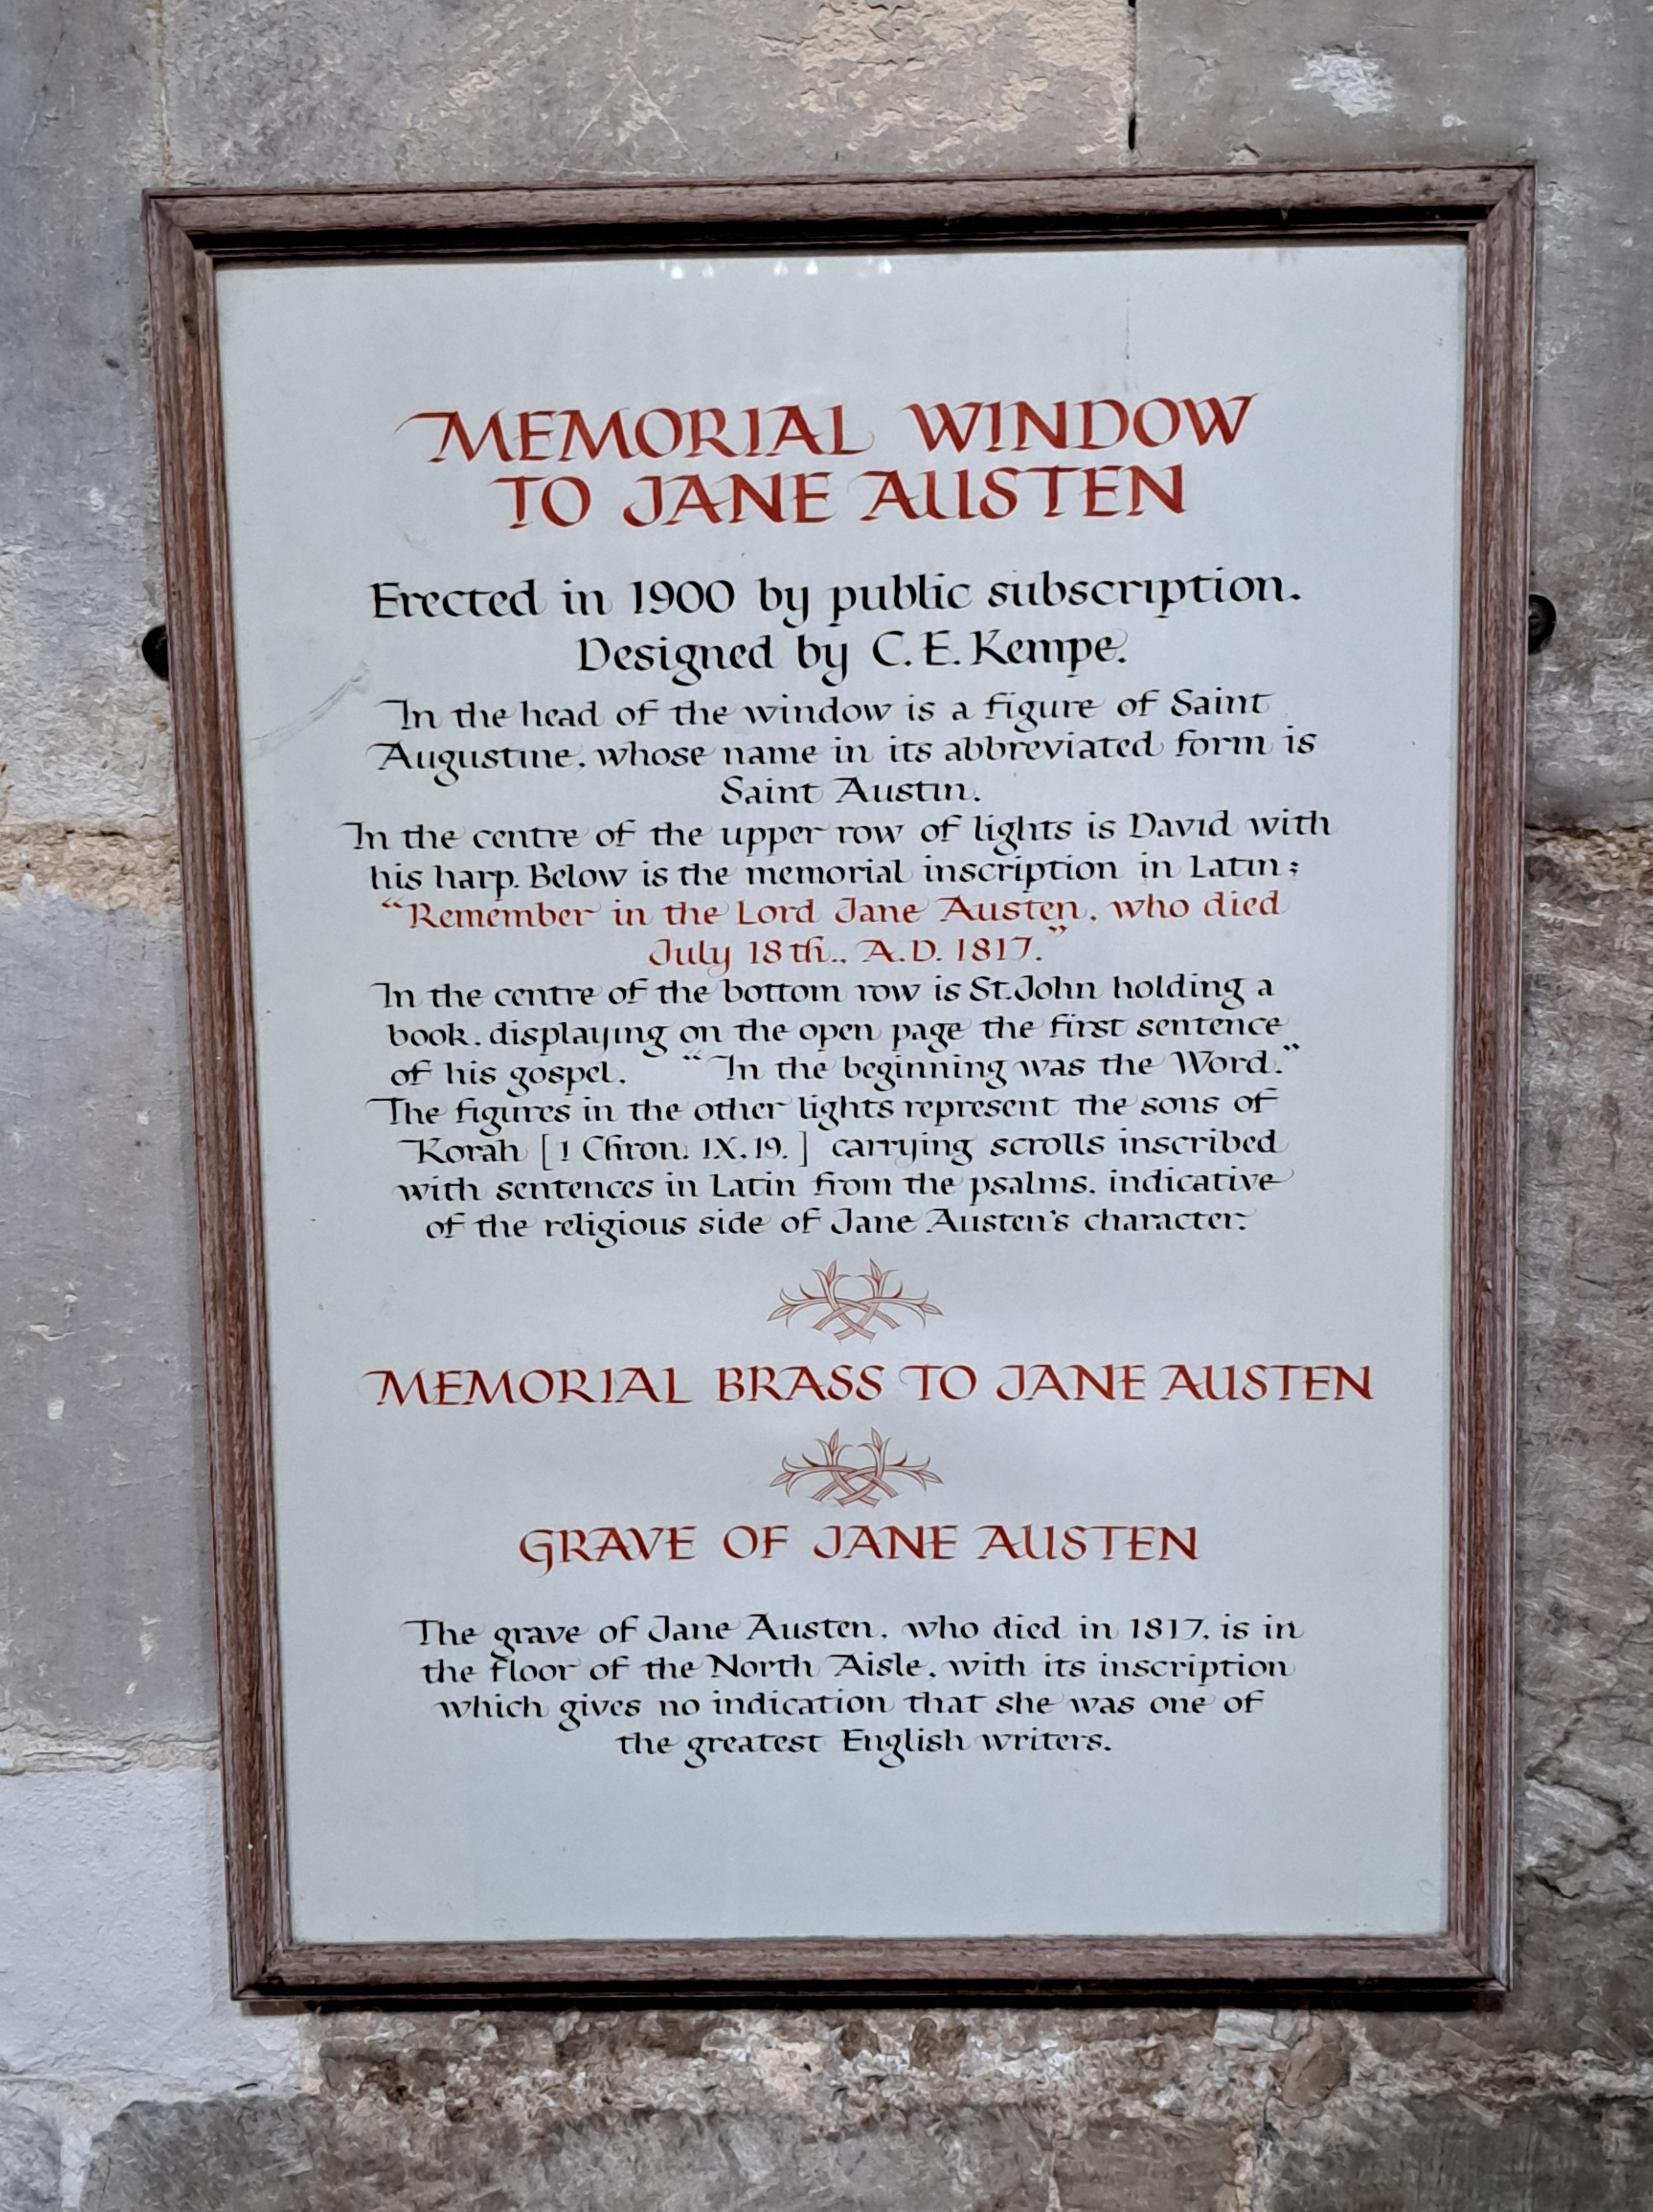 MEMORIAL WINDOW
TO JANE AUSTEN
Erected in 1900 by public subscription.
Designed by C. E. Kempe.
In the head of the window is a figure of Saint
Augustine, whose name in its abbreviated form is
Saint Austin.
In the centre of the upper row of lights is David with
his harp. Below is the memorial inscription in Latin;
“Remember in the Lord Jane Austen, who died
July 18th., A.D. 1817.”
In the centre of the bottom row is St. John holding a
book, displaying on the open page the first sentence
of his gospel, “In the beginning was the Word.”
The figures in the other lights represent the sons of
Korah [1 Chron. IX. 19.] carrying scrolls inscribed
with sentences in Latin from the psalms, indicative
of the religious side of Jane Austen's character.
MEMORIAL BRASS TO JANE AUSTEN
GRAVE OF JANE AUSTEN
The grave of Jane Austen, who died in 1817, is in
the floor of the North Aisle, with its inscription
which gives no indication that she was one of
the greatest English writers.